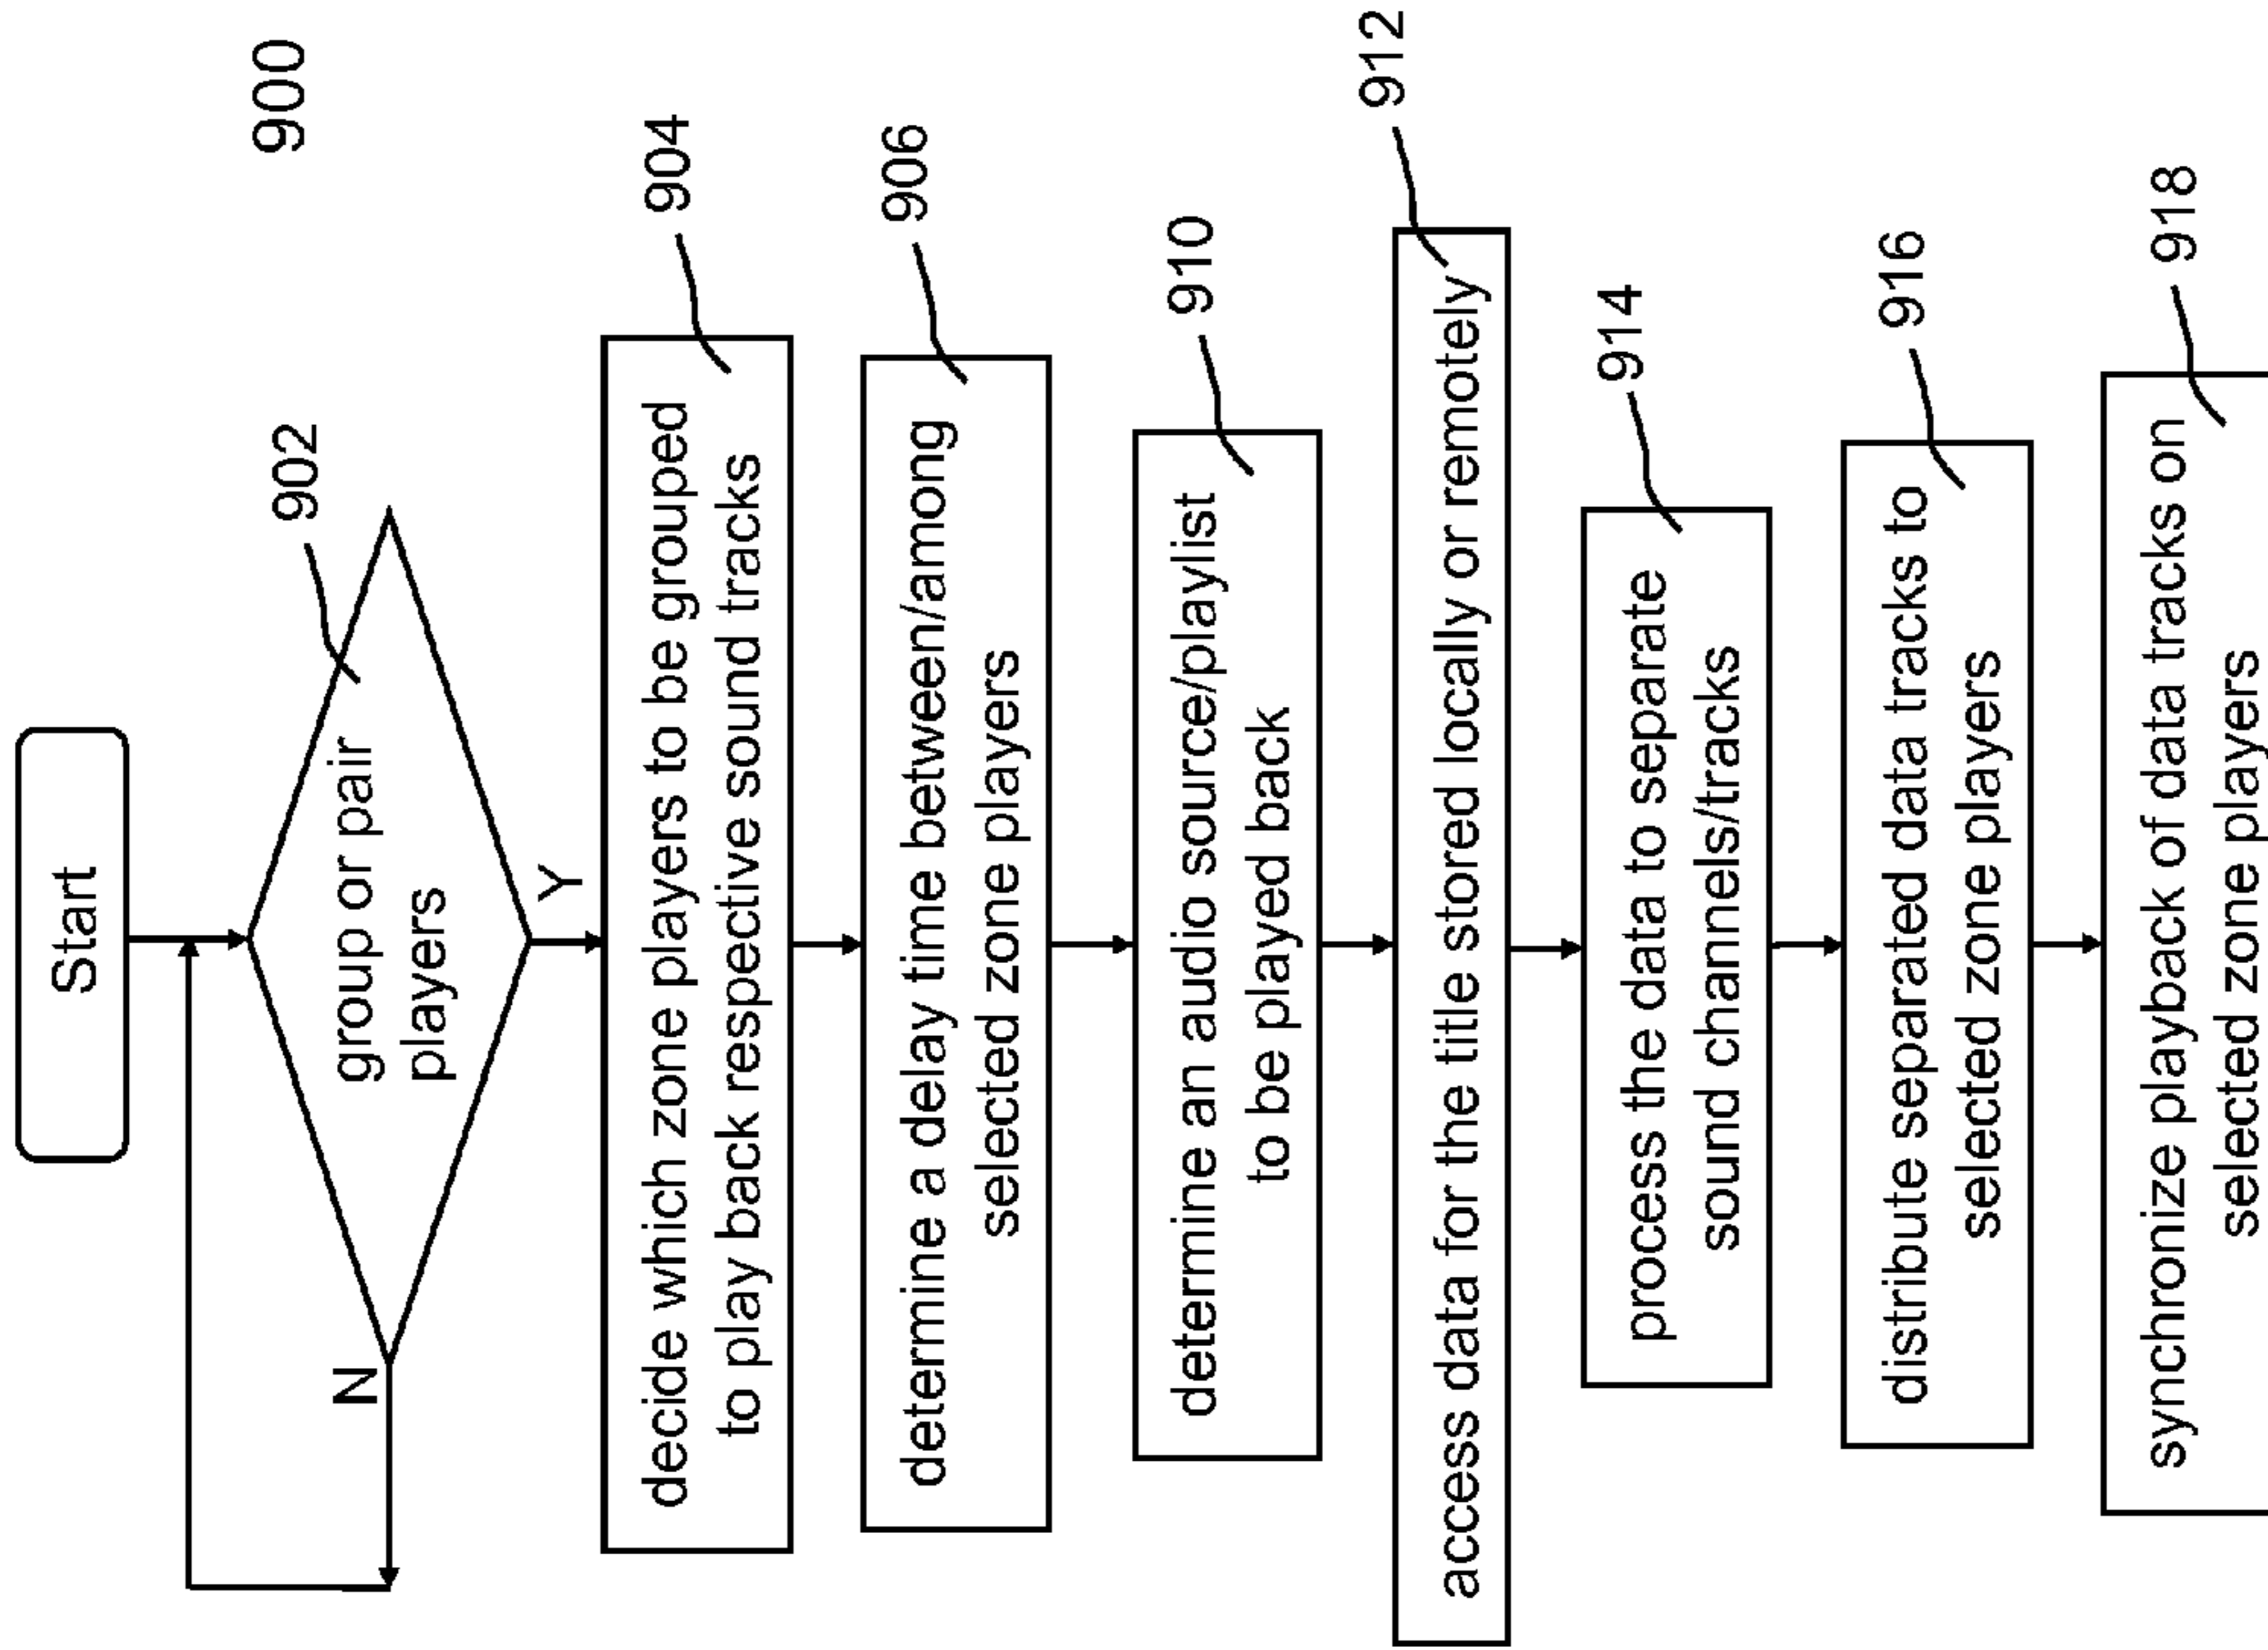 900
Start
902
group or pair
players
N
Y
904
decide which zone players to be grouped
to play back respective sound tracks
906
determine a delay time between/among
selected zone players
910
determine an audio source/playlist
to be played back
912
access data for the title stored locally or remotely
914
process the data to separate
sound channels/tracks
916
distribute separated data tracks to
selected zone players
918
synchronize playback of data tracks on
selected zone players